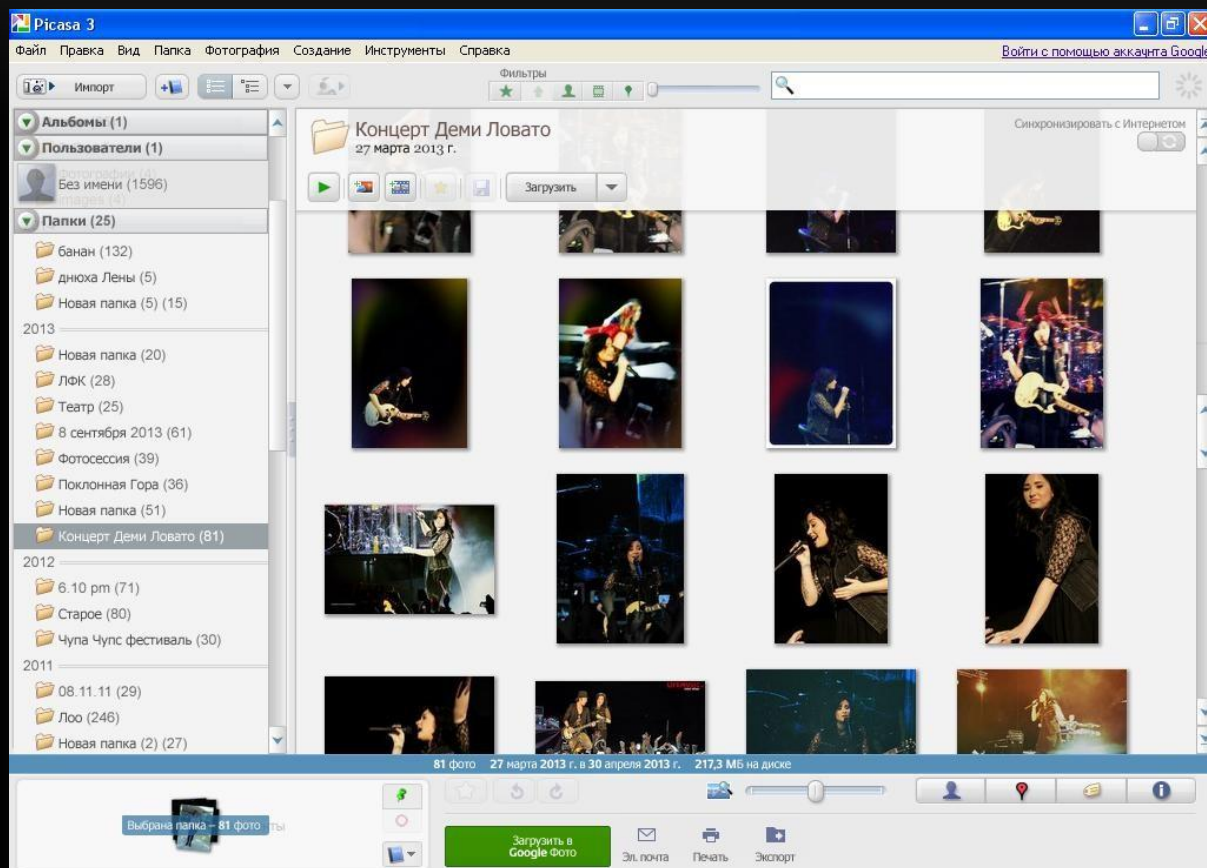 Picasa 3
Файл Правка Вид Папка Фотография Создание Инструменты Справка
Войти с помощью аккаунта Google
Импорт
Фильтры
Альбомы (1)
Пользователи (1)
Без имени (1596)
Папки (25)
банан (132)
днюха Лены (5)
Новая папка (5) (15)
2013
Новая папка (20)
ЛФК (28)
Театр (25)
8 сентября 2013 (61)
Фотосессия (39)
Поклонная Гора (36)
Новая папка (51)
Концерт Деми Ловато (81)
2012
6.10 pm (71)
Старое (80)
Чупа Чупс фестиваль (30)
2011
08.11.11 (29)
Лоо (246)
Новая папка (2) (27)
Концерт Деми Ловато
27 марта 2013 г.
Синхронизировать с Интернетом
Загрузить
81 фото 27 марта 2013 г. в 30 апреля 2013 г. 217,3 МБ на диске
Выбрана папка – 81 фото
Загрузить в
Google Фото
Эл. почта
Печать
Экспорт